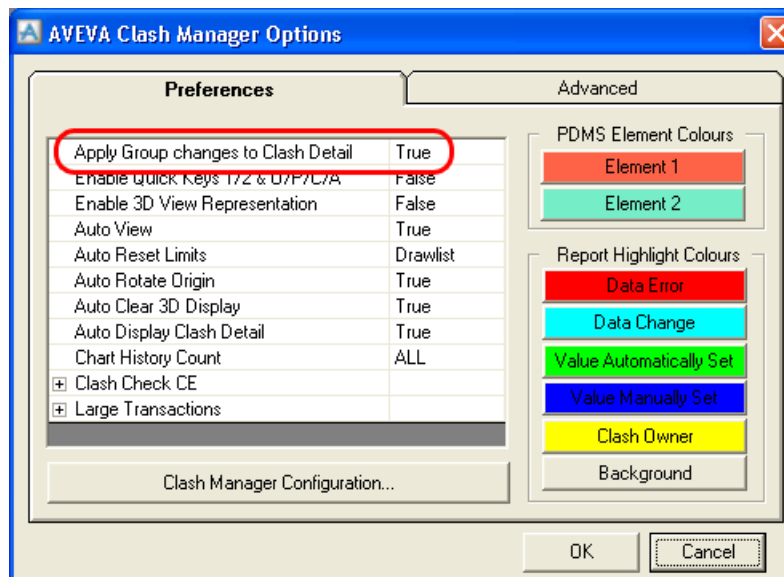 AVEVA Clash Manager Options
Preferences
Advanced
Apply Group changes to Clash Detail True
Enable Quick Keys 1/2 & U/P/C/A False
Enable 3D View Representation False
Auto View True
Auto Reset Limits Drawlist
Auto Rotate Origin True
Auto Clear 3D Display True
Auto Display Clash Detail True
Chart History Count ALL
Clash Check CE
Large Transactions
Clash Manager Configuration...
PDMS Element Colours
Element 1
Element 2
Report Highlight Colours
Data Error
Data Change
Value Automatically Set
Value Manually Set
Clash Owner
Background
OK
Cancel